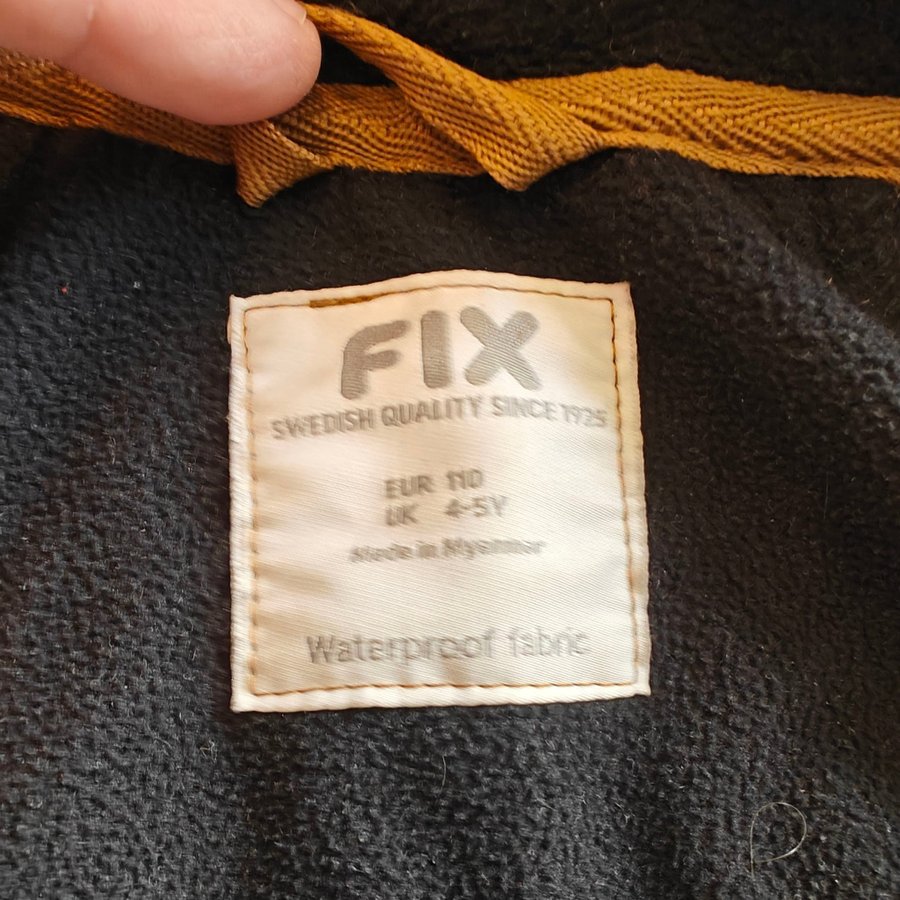 FIX
SWEDISH QUALITY SINCE 1925
EUR 110
UK 4-5Y
Made in Myanmar
Waterproof fabric